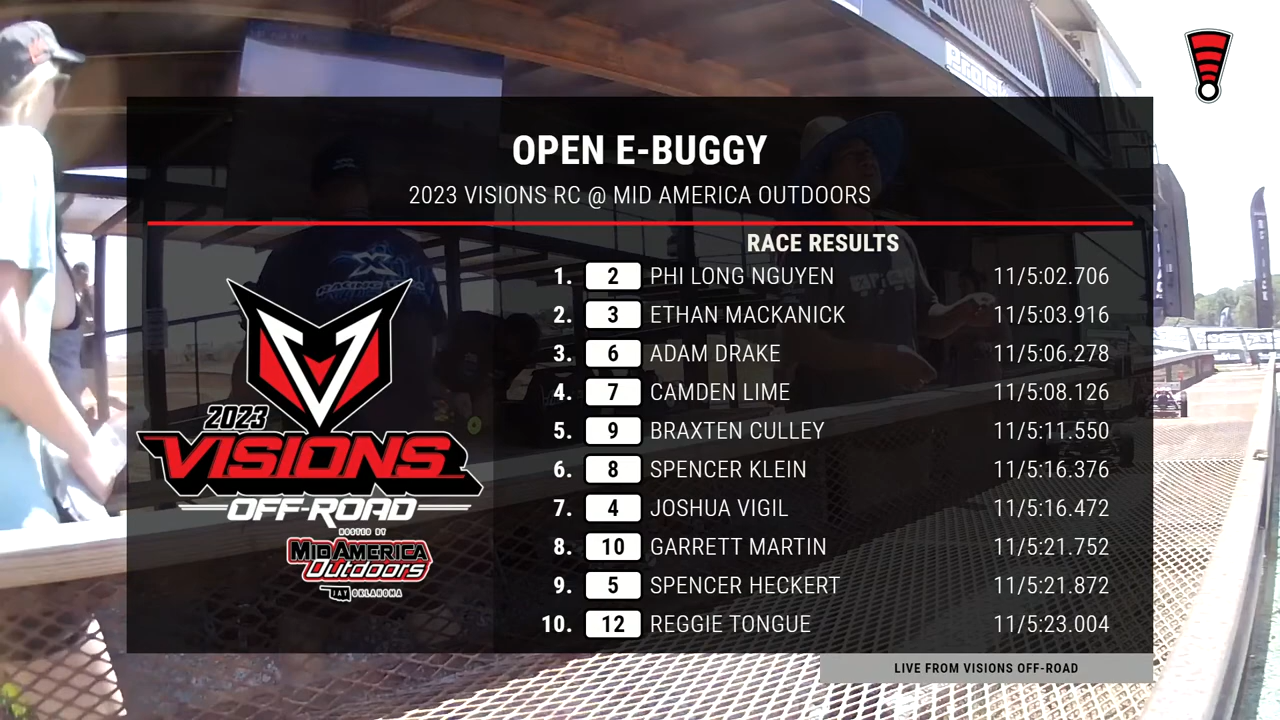 OPEN E-BUGGY
2023 VISIONS RC @ MID AMERICA OUTDOORS
RACE RESULTS
1. 2 PHI LONG NGUYEN 11/5:02.706
2. 3 ETHAN MACKANICK 11/5:03.916
3. 6 ADAM DRAKE 11/5:06.278
4. 7 CAMDEN LIME 11/5:08.126
5. 9 BRAXTEN CULLEY 11/5:11.550
6. 8 SPENCER KLEIN 11/5:16.376
7. 4 JOSHUA VIGIL 11/5:16.472
8. 10 GARRETT MARTIN 11/5:21.752
9. 5 SPENCER HECKERT 11/5:21.872
10. 12 REGGIE TONGUE 11/5:23.004
2023
VISIONS
OFF-ROAD
HOSTED BY
MID AMERICA
Outdoors
JAY OKLAHOMA
LIVE FROM VISIONS OFF-ROAD